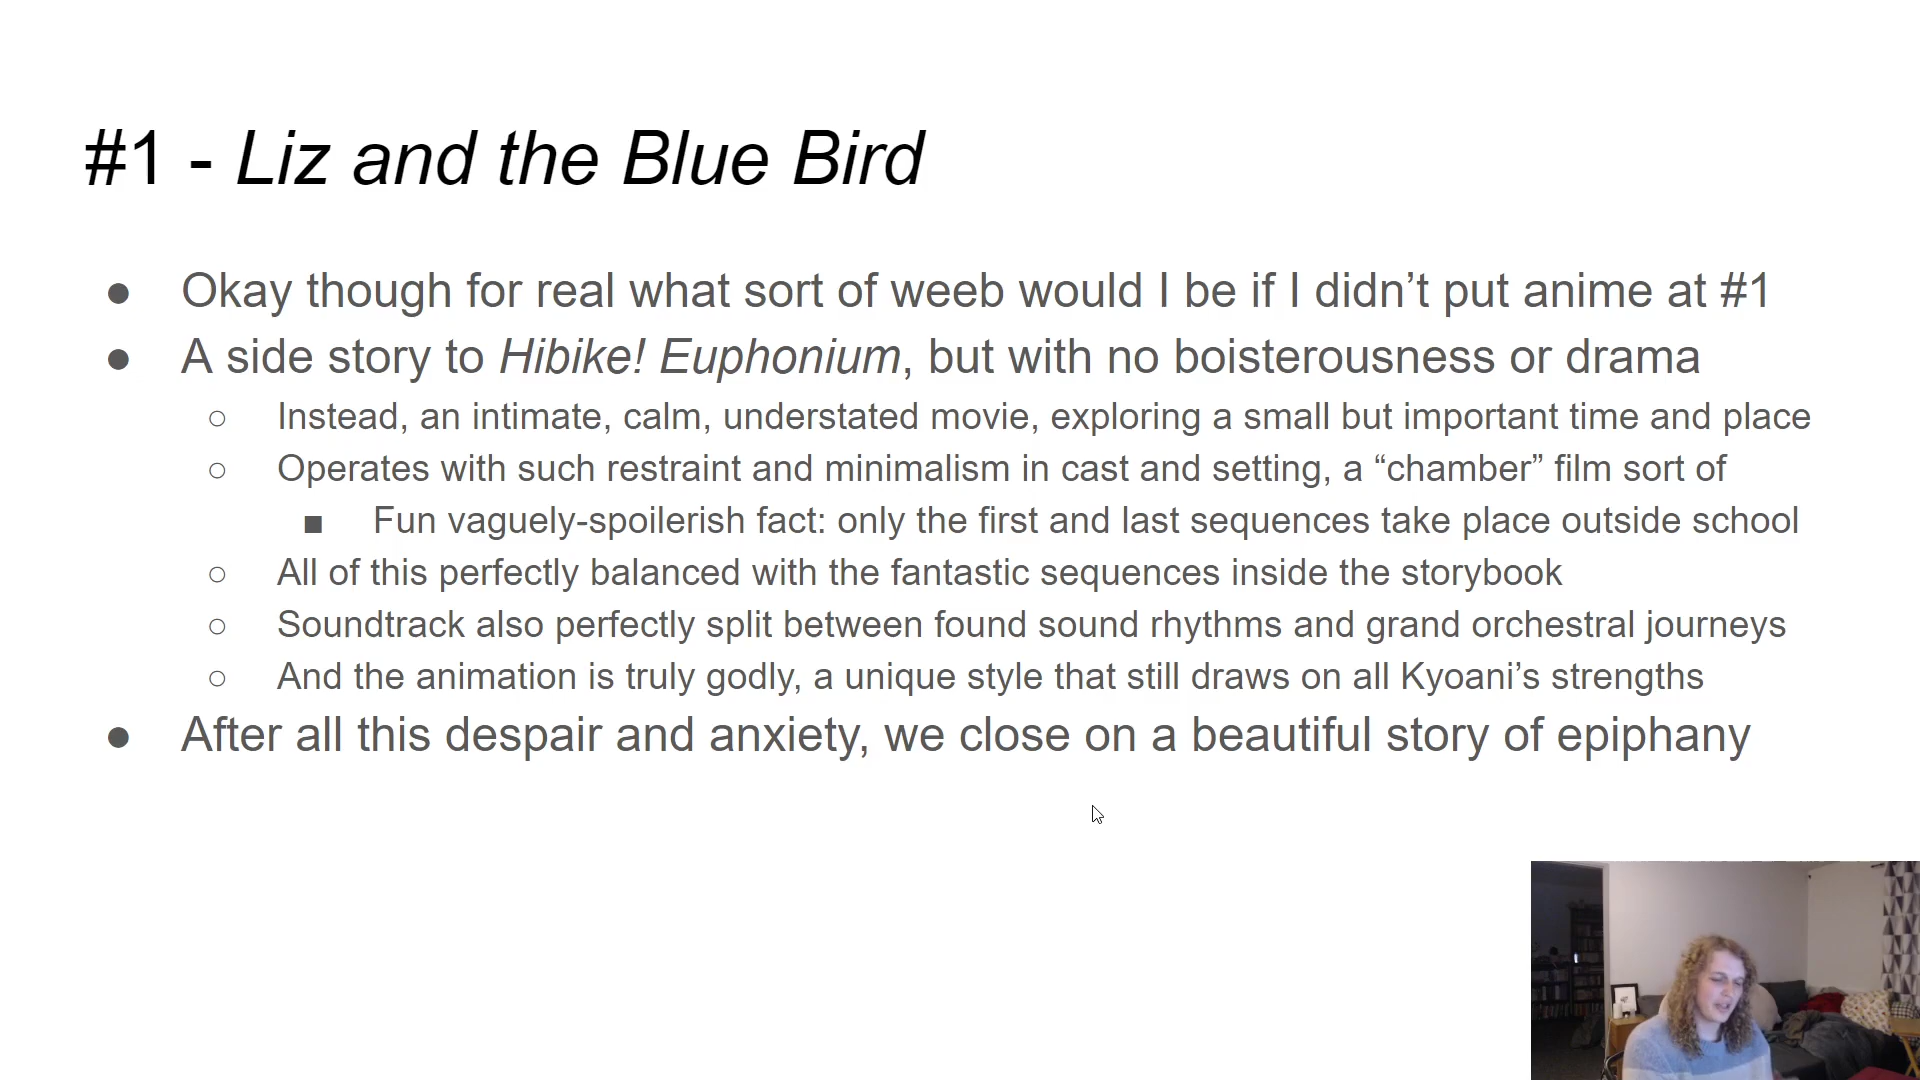 #1 - Liz and the Blue Bird
● Okay though for real what sort of weeb would I be if I didn’t put anime at #1
● A side story to Hibike! Euphonium, but with no boisterousness or drama
○ Instead, an intimate, calm, understated movie, exploring a small but important time and place
○ Operates with such restraint and minimalism in cast and setting, a “chamber” film sort of
■ Fun vaguely-spoilerish fact: only the first and last sequences take place outside school
○ All of this perfectly balanced with the fantastic sequences inside the storybook
○ Soundtrack also perfectly split between found sound rhythms and grand orchestral journeys
○ And the animation is truly godly, a unique style that still draws on all Kyoani’s strengths
● After all this despair and anxiety, we close on a beautiful story of epiphany